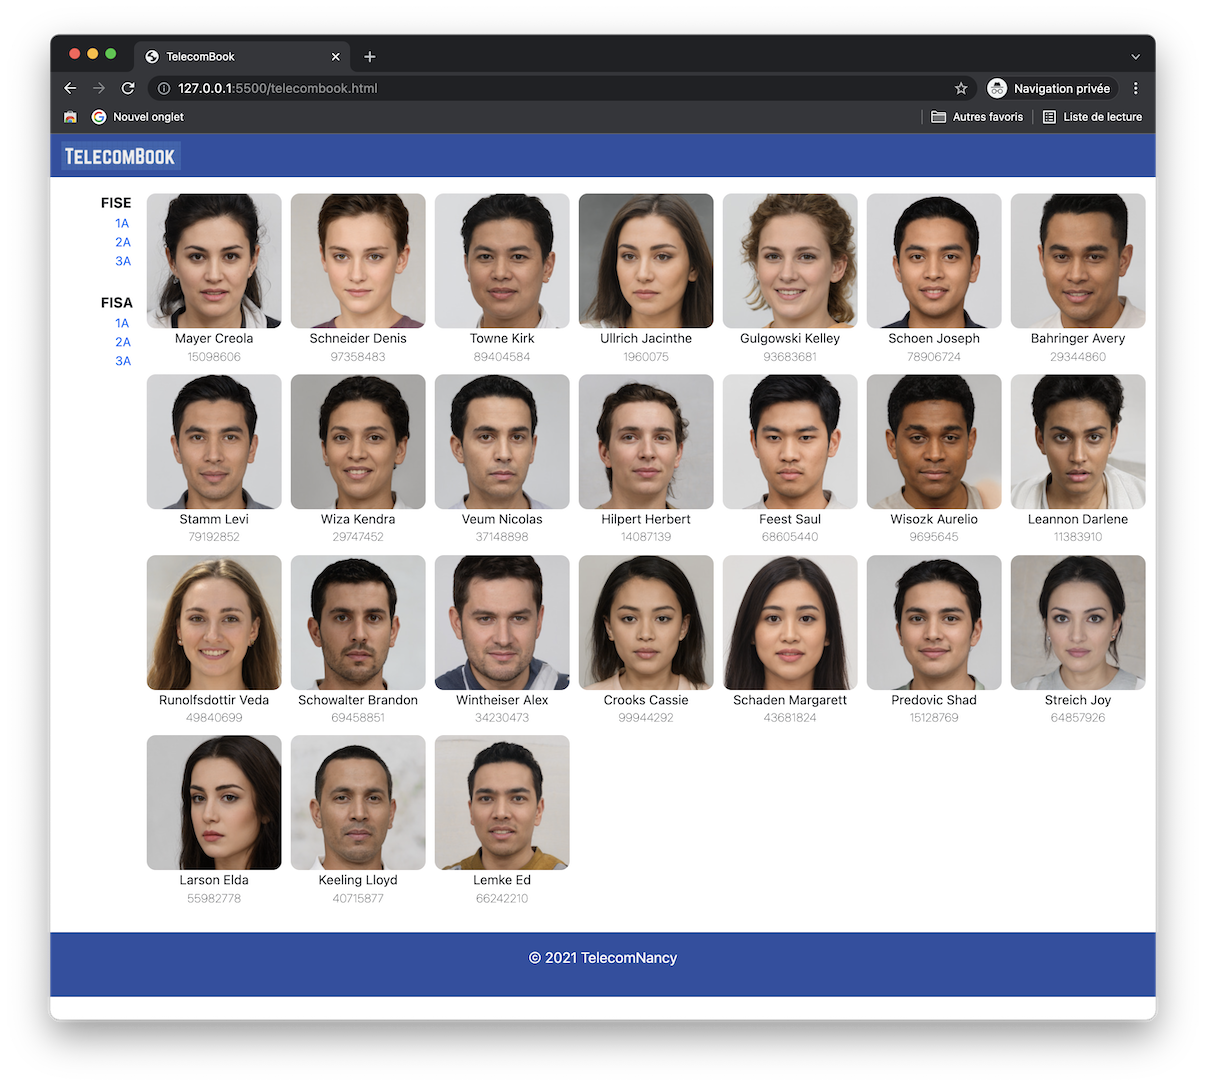 TelecomBook
127.0.0.1:5500/telecombook.html
Navigation privée
Nouvel onglet
Autres favoris
Liste de lecture
TelecomBook
FISE
1A
2A
3A
FISA
1A
2A
3A
Mayer Creola
15098606
Schneider Denis
97358483
Towne Kirk
89404584
Ullrich Jacinthe
1960075
Gulgowski Kelley
93683681
Schoen Joseph
78906724
Bahringer Avery
29344860
Stamm Levi
79192852
Wiza Kendra
29747452
Veum Nicolas
37148898
Hilpert Herbert
14087139
Feest Saul
68605440
Wisozk Aurelio
9695645
Leannon Darlene
11383910
Runolfsdottir Veda
49840699
Schowalter Brandon
69458851
Wintheiser Alex
34230473
Crooks Cassie
99944292
Schaden Margarett
43681824
Predovic Shad
15128769
Streich Joy
64857926
Larson Elda
55982778
Keeling Lloyd
40715877
Lemke Ed
66242210
© 2021 TelecomNancy